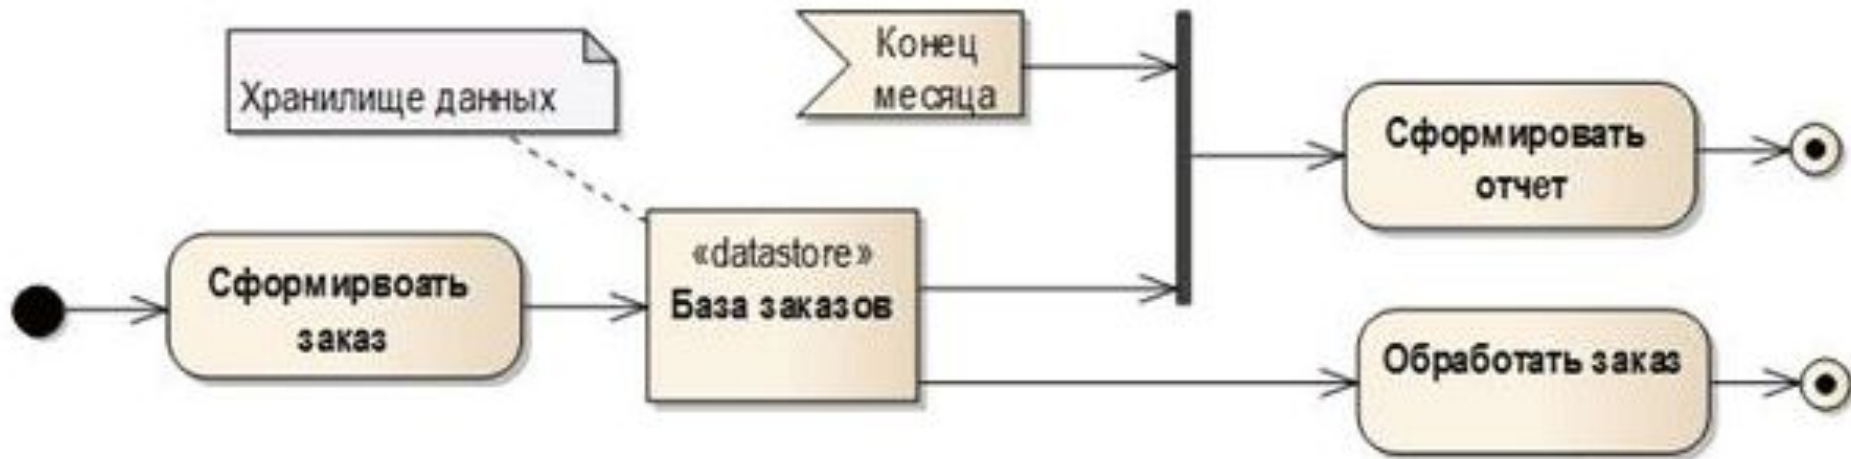 Конец
месяца
Хранилище данных
Сформировать
отчет
«datastore»
База заказов
Сформирвоать
заказ
Обработать заказ